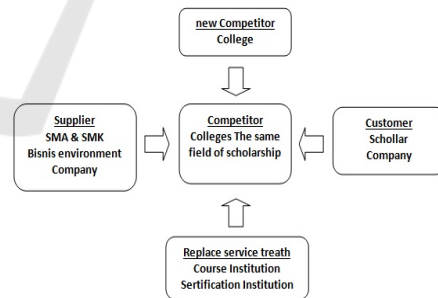 new Competitor
College
Supplier
SMA & SMK
Bisnis environment
Company
Competitor
Colleges The same
field of scholarship
Customer
Schollar
Company
Replace service treath
Course Institution
Sertification Institution